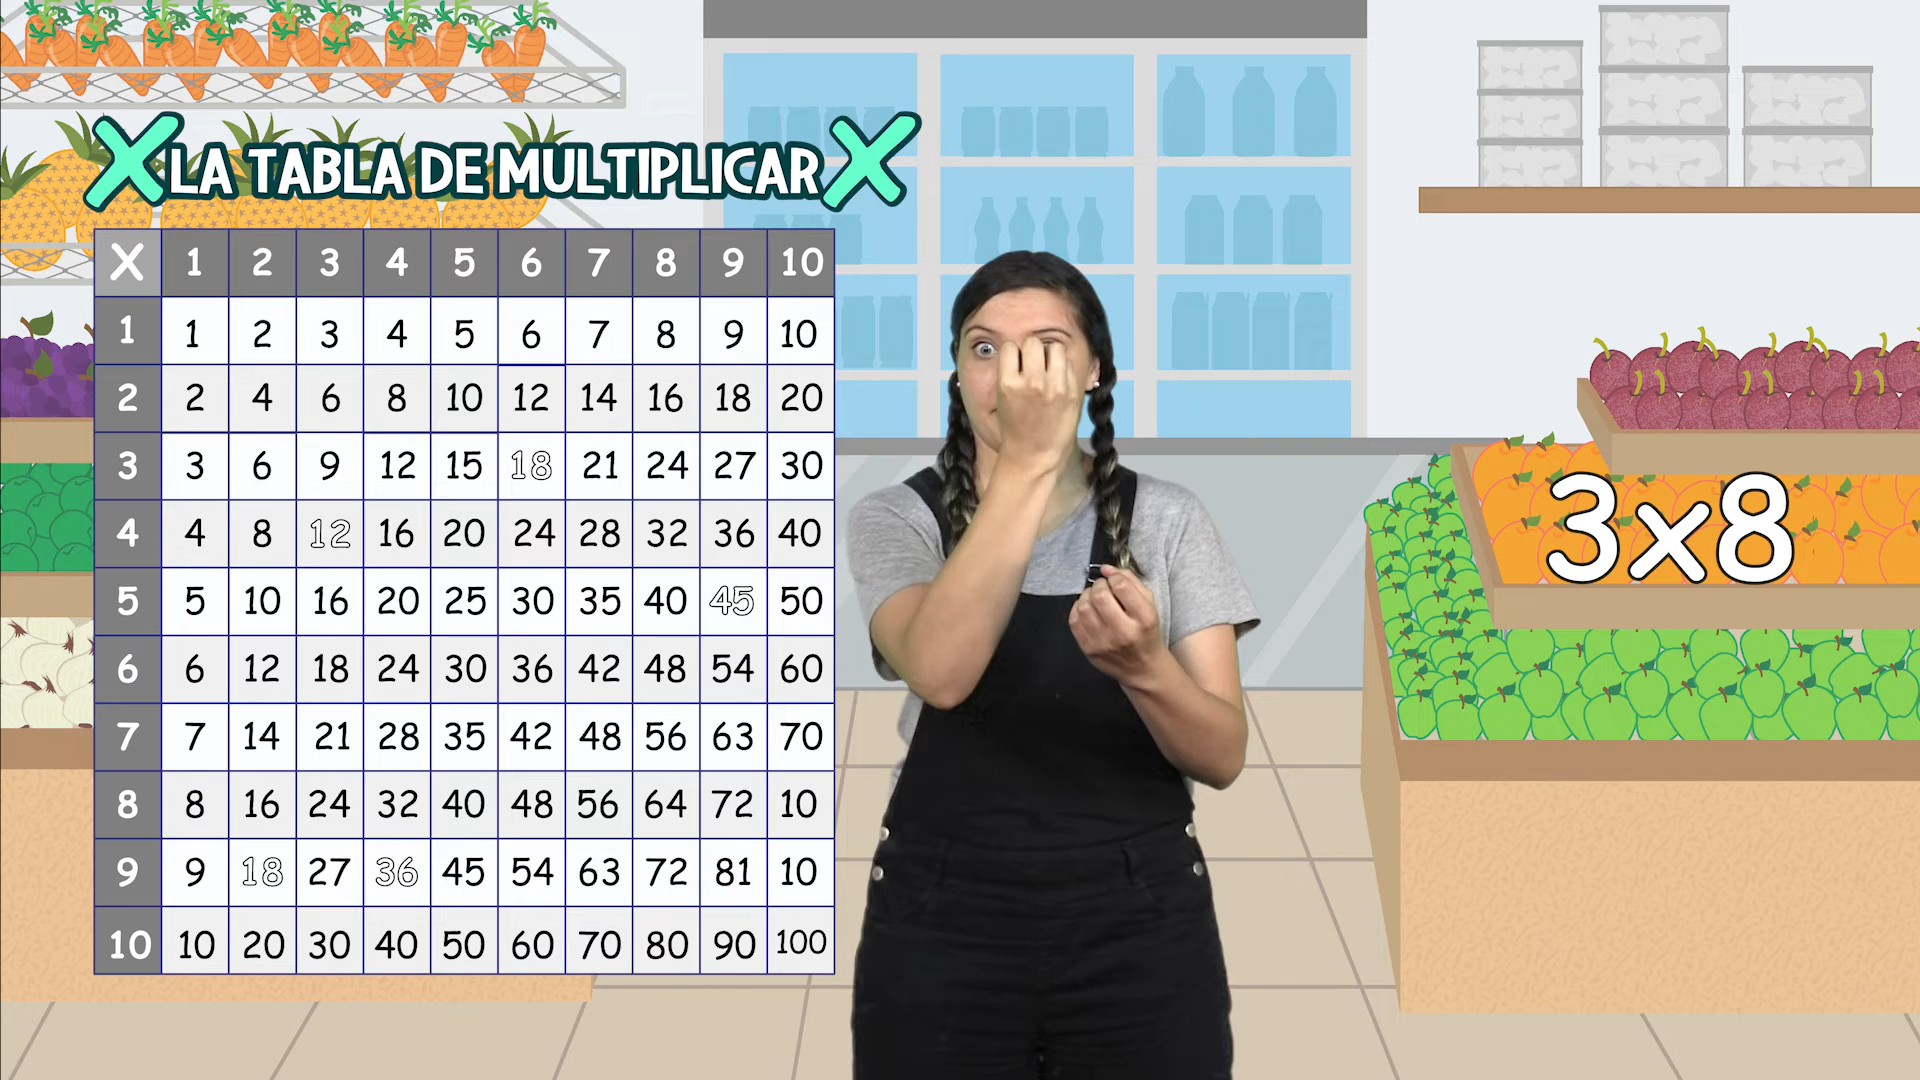 X LA TABLA DE MULTIPLICAR X
X 1 2 3 4 5 6 7 8 9 10
1 1 2 3 4 5 6 7 8 9 10
2 2 4 6 8 10 12 14 16 18 20
3 3 6 9 12 15 18 21 24 27 30
4 4 8 12 16 20 24 28 32 36 40
5 5 10 16 20 25 30 35 40 45 50
6 6 12 18 24 30 36 42 48 54 60
7 7 14 21 28 35 42 48 56 63 70
8 8 16 24 32 40 48 56 64 72 10
9 9 18 27 36 45 54 63 72 81 10
10 10 20 30 40 50 60 70 80 90 100
3x8